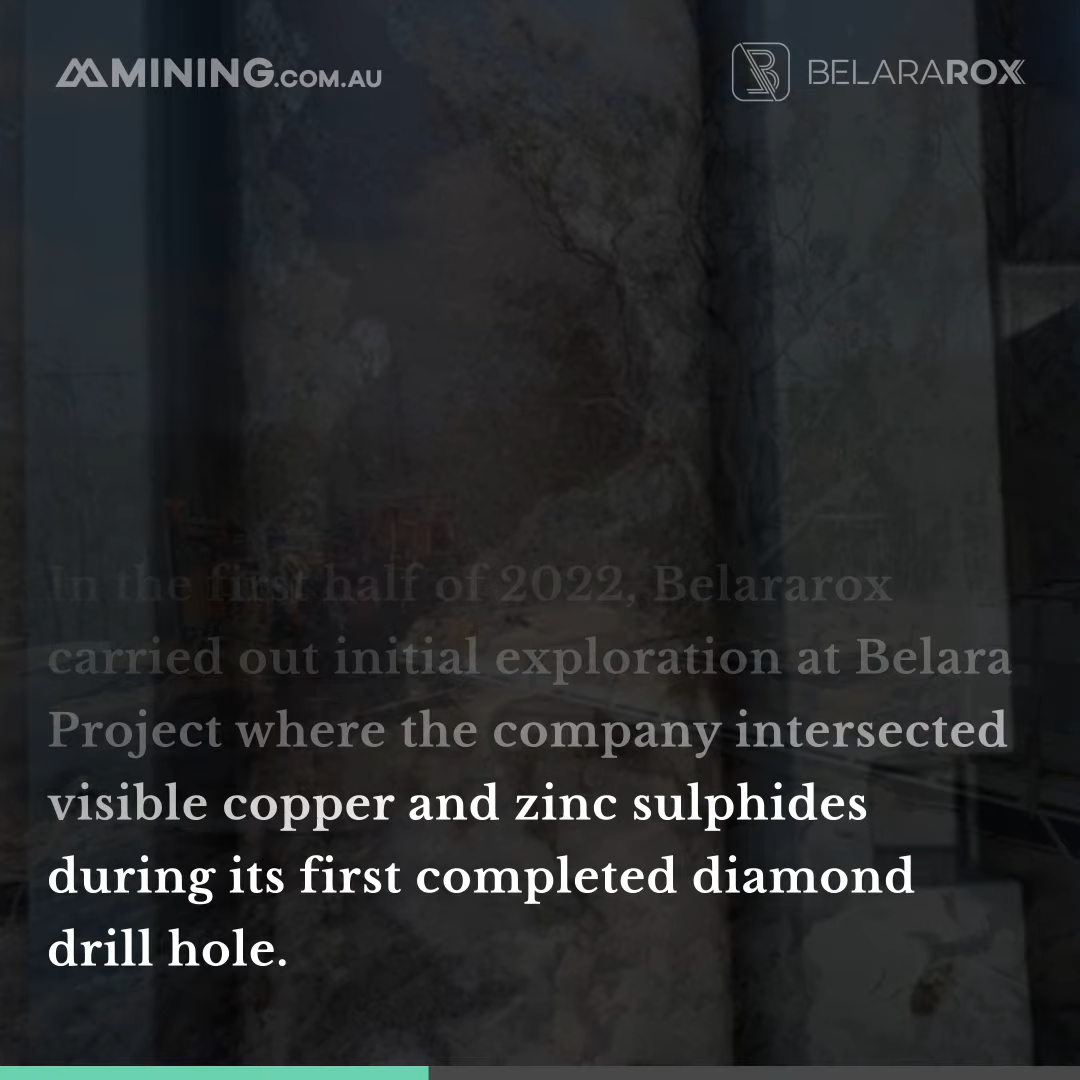 MINING.COM.AU
BELARAROX
In the first half of 2022, Belararox
carried out initial exploration at Belara
Project where the company intersected
visible copper and zinc sulphides
during its first completed diamond
drill hole.